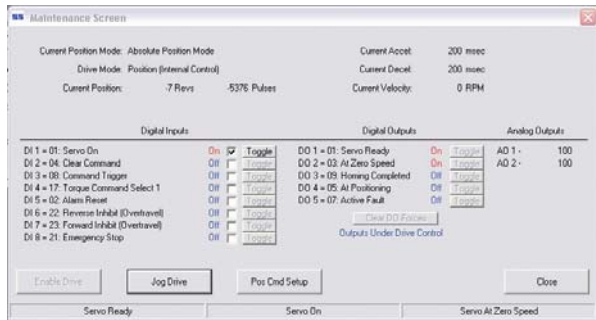 Maintenance Screen
Current Position Mode: Absolute Position Mode
Current Accel: 200 msec
Drive Mode: Position (Internal Control)
Current Decel: 200 msec
Current Position: -7 Revs -5376 Pulses
Current Velocity: 0 RPM
Digital Inputs
Digital Outputs
Analog Outputs
DI 1 = 01: Servo On On Toggle
DO 1 = 01: Servo Ready On Toggle
AO 1 - 100
DI 2 = 04: Clear Command Off Toggle
DO 2 = 03: At Zero Speed On Toggle
AO 2 - 100
DI 3 = 08: Command Trigger Off Toggle
DO 3 = 09: Homing Completed Off Toggle
DI 4 = 17: Torque Command Select 1 Off Toggle
DO 4 = 05: At Positioning Off Toggle
DI 5 = 02: Alarm Reset Off Toggle
DO 5 = 07: Active Fault Off Toggle
DI 6 = 22: Reverse Inhibit (Overtravel) Off Toggle
DI 7 = 23: Forward Inhibit (Overtravel) Off Toggle
DI 8 = 21: Emergency Stop Off Toggle
Clear DO Forces
Outputs Under Drive Control
Enable Drive
Jog Drive
Pos Cmd Setup
Close
Servo Ready
Servo On
Servo At Zero Speed